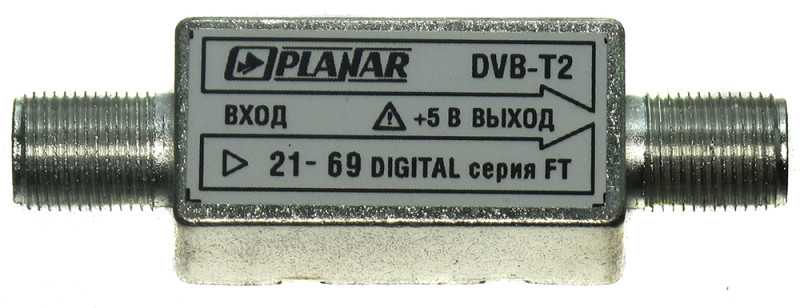 PLANAR DVB-T2
ВХОД +5 В ВЫХОД
21-69 DIGITAL серия FT